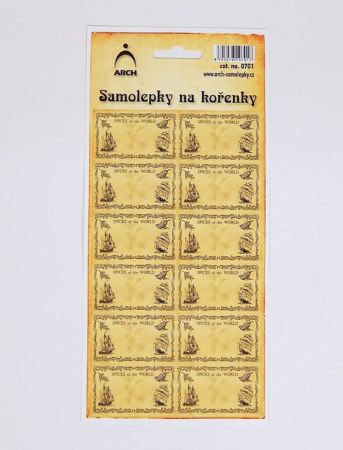 ARCH
cat. no. 0701
www.arch-samolepky.cz
Samolepky na kořenky
SPICES of the WORLD SPICES of the WORLD
SPICES of the WORLD SPICES of the WORLD
SPICES of the WORLD SPICES of the WORLD
SPICES of the WORLD SPICES of the WORLD
SPICES of the WORLD SPICES of the WORLD
SPICES of the WORLD SPICES of the WORLD